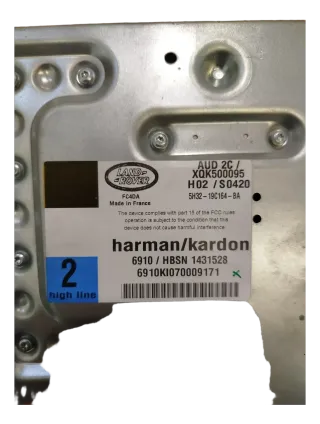 LAND
ROVER
AUD 2C /
XQK500095
H02 / S0420
5H32-19C164-BA
FC4DA
Made in France
The device complies with part 15 of the FCC rules
operation is subject to the condition that this
device does not cause harmful interference
harman/kardon
6910 / HBSN 1431528
6910KI070009171
2
high line